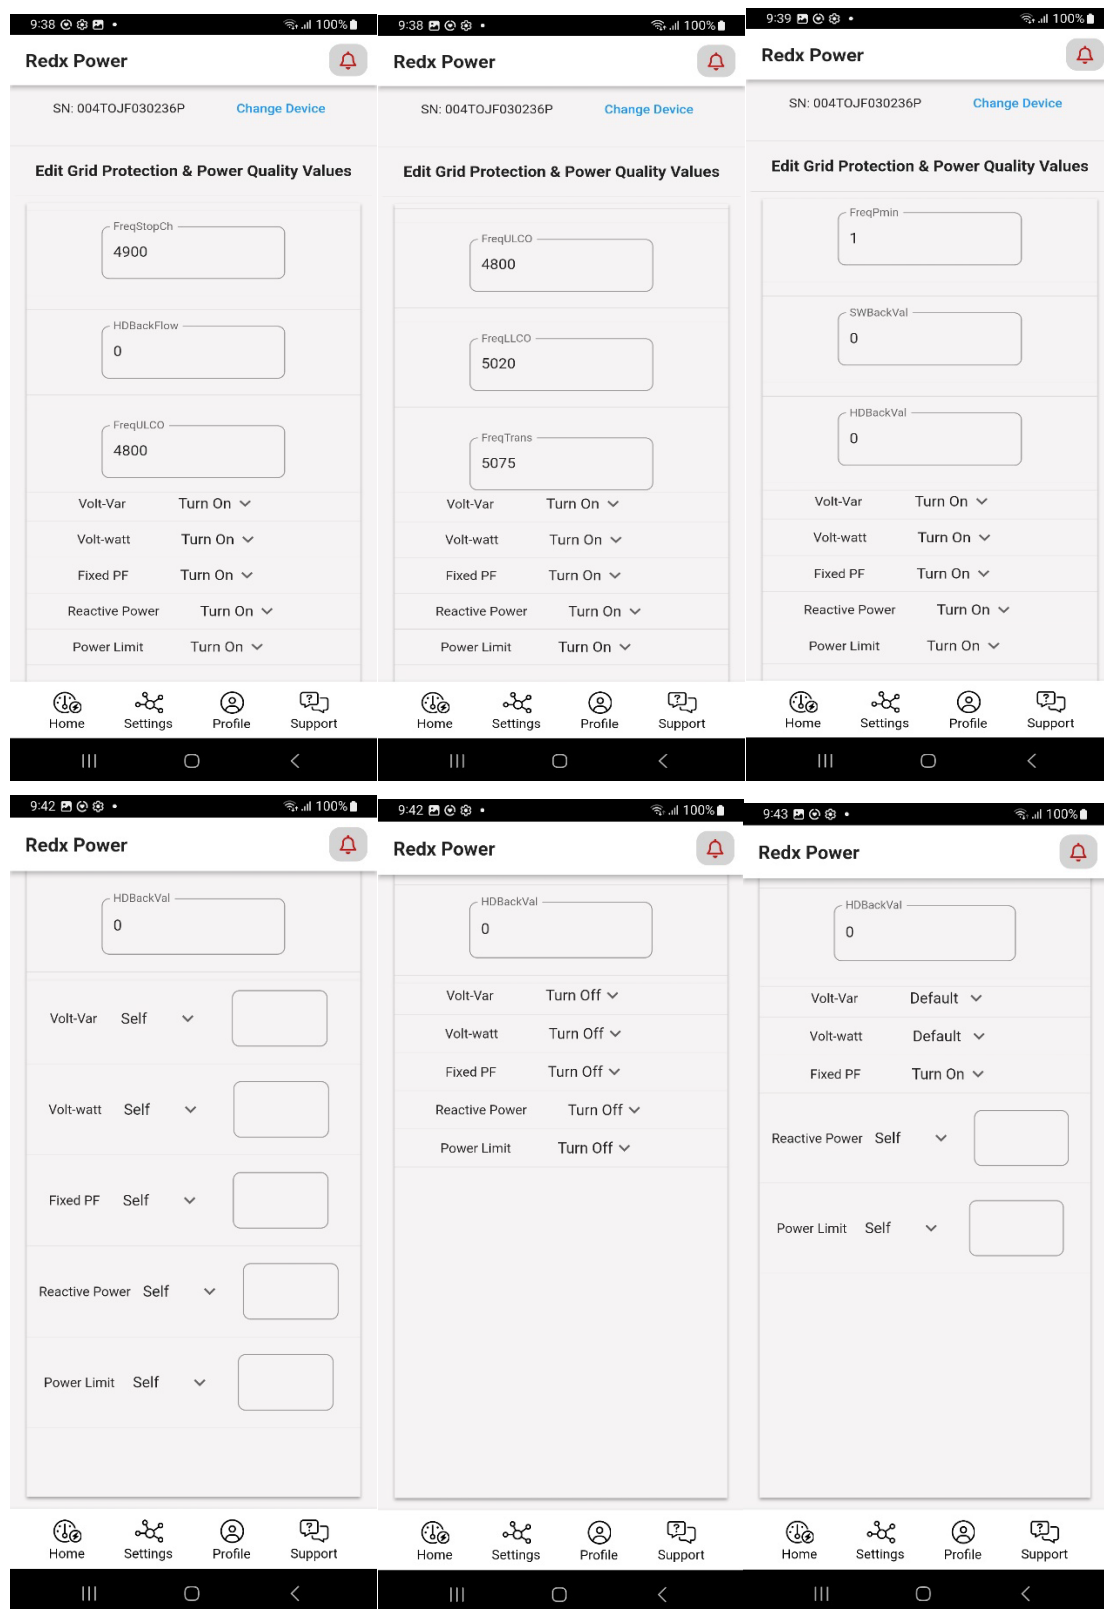 9:38
100%
Redx Power
SN: 004TOJF030236P
Change Device
Edit Grid Protection & Power Quality Values
FreqStopCh
4900
HDBackFlow
0
FreqULCO
4800
Volt-Var Turn On
Volt-watt Turn On
Fixed PF Turn On
Reactive Power Turn On
Power Limit Turn On
Home Settings Profile Support
9:38
100%
Redx Power
SN: 004TOJF030236P
Change Device
Edit Grid Protection & Power Quality Values
FreqULCO
4800
FreqLLCO
5020
FreqTrans
5075
Volt-Var Turn On
Volt-watt Turn On
Fixed PF Turn On
Reactive Power Turn On
Power Limit Turn On
Home Settings Profile Support
9:39
100%
Redx Power
SN: 004TOJF030236P
Change Device
Edit Grid Protection & Power Quality Values
FreqPmin
1
SWBackVal
0
HDBackVal
0
Volt-Var Turn On
Volt-watt Turn On
Fixed PF Turn On
Reactive Power Turn On
Power Limit Turn On
Home Settings Profile Support
9:42
100%
Redx Power
HDBackVal
0
Volt-Var Self
Volt-watt Self
Fixed PF Self
Reactive Power Self
Power Limit Self
Home Settings Profile Support
9:42
100%
Redx Power
HDBackVal
0
Volt-Var Turn Off
Volt-watt Turn Off
Fixed PF Turn Off
Reactive Power Turn Off
Power Limit Turn Off
Home Settings Profile Support
9:43
100%
Redx Power
HDBackVal
0
Volt-Var Default
Volt-watt Default
Fixed PF Turn On
Reactive Power Self
Power Limit Self
Home Settings Profile Support